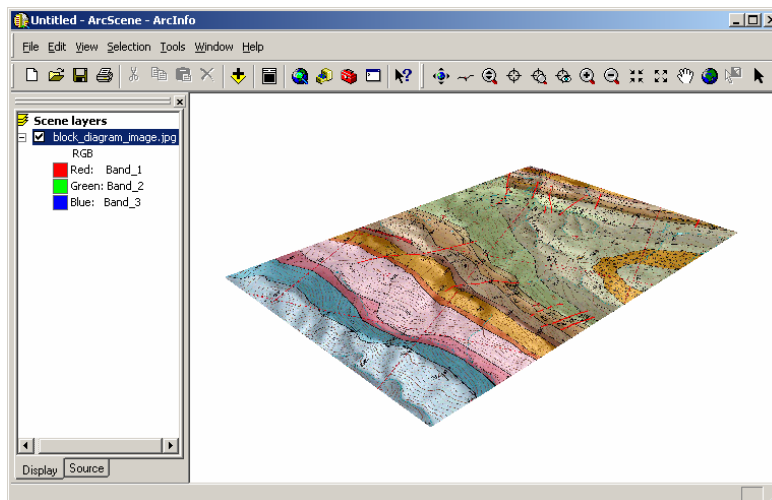 Untitled - ArcScene - ArcInfo
File Edit View Selection Tools Window Help
Scene layers
block_diagram_image.jpg
RGB
Red: Band_1
Green: Band_2
Blue: Band_3
Display Source